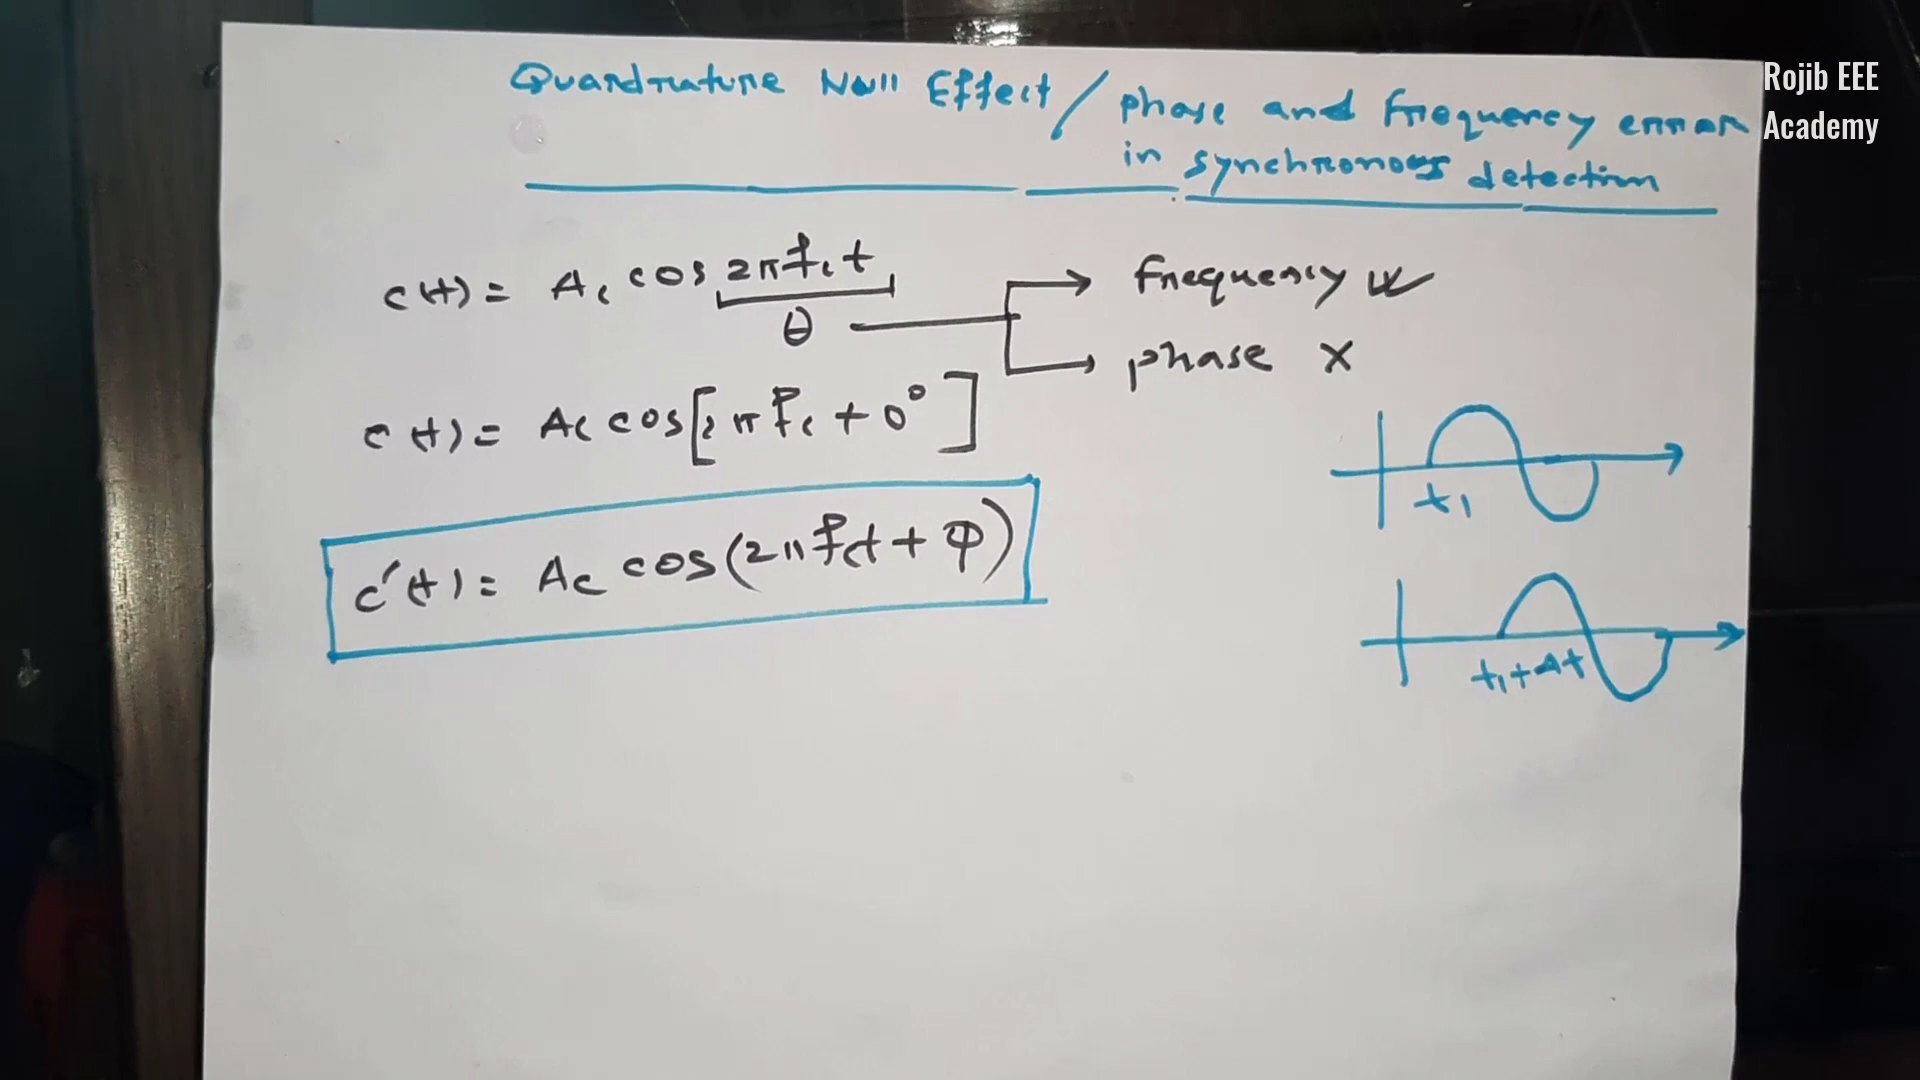 Quandrature Null Effect / phase and frequency error
in synchronous detection
Rojib EEE
Academy
c(t) = Ac cos 2πfct
θ
frequency
phase X
c(t) = Ac cos[2πfc + 0°]
c'(t) = Ac cos(2πfct + φ)
t1
t1+Δt